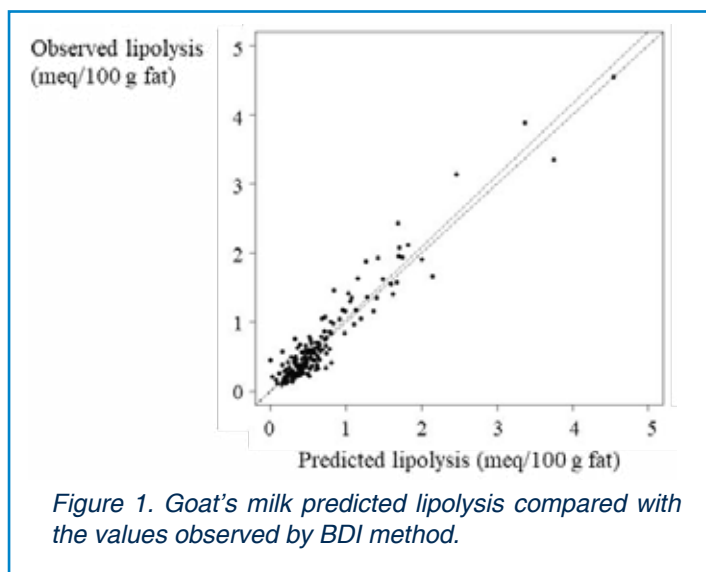 Observed lipolysis
(meq/100 g fat)
5
4
3
2
1
0
0 1 2 3 4 5
Predicted lipolysis (meq/100 g fat)
Figure 1. Goat's milk predicted lipolysis compared with
the values observed by BDI method.